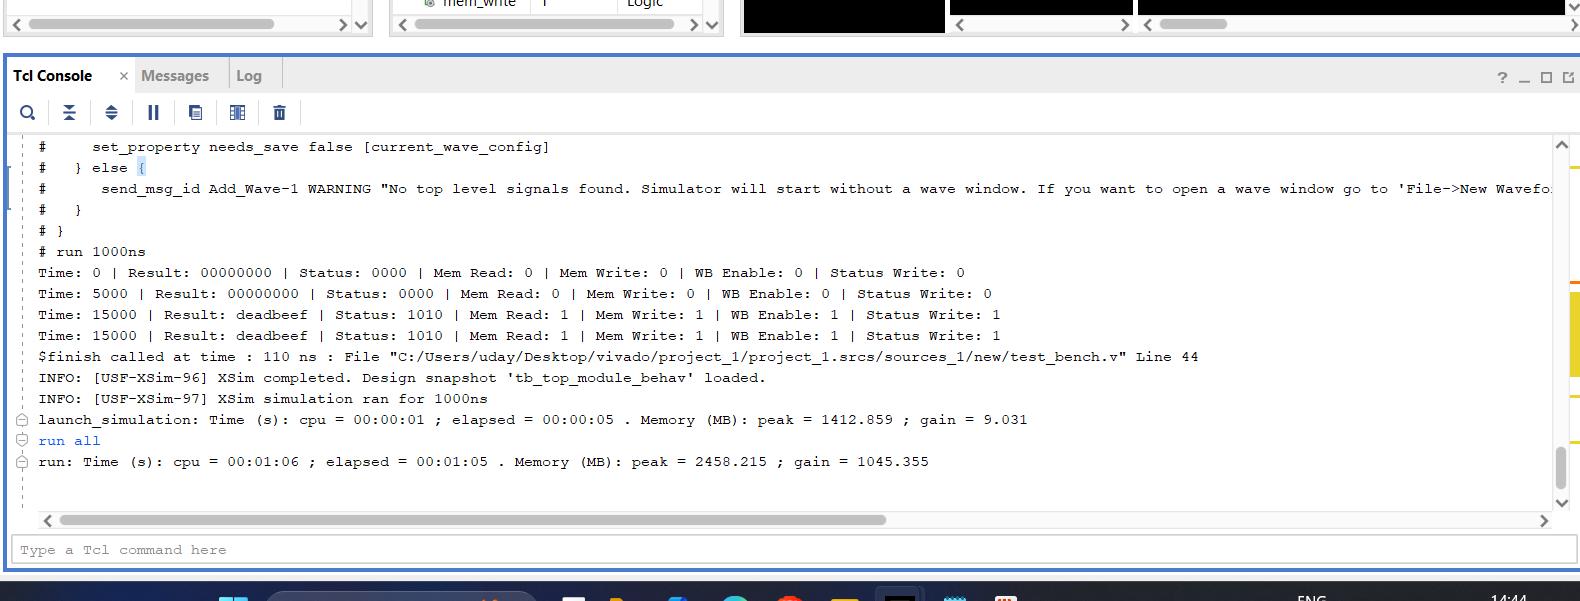 mem_write 1 Logic
Tcl Console × Messages Log
? _
# set_property needs_save false [current_wave_config]
# } else {
# send_msg_id Add_Wave-1 WARNING "No top level signals found. Simulator will start without a wave window. If you want to open a wave window go to 'File->New Wavefo
# }
# }
# run 1000ns
Time: 0 | Result: 00000000 | Status: 0000 | Mem Read: 0 | Mem Write: 0 | WB Enable: 0 | Status Write: 0
Time: 5000 | Result: 00000000 | Status: 0000 | Mem Read: 0 | Mem Write: 0 | WB Enable: 0 | Status Write: 0
Time: 15000 | Result: deadbeef | Status: 1010 | Mem Read: 1 | Mem Write: 1 | WB Enable: 1 | Status Write: 1
Time: 15000 | Result: deadbeef | Status: 1010 | Mem Read: 1 | Mem Write: 1 | WB Enable: 1 | Status Write: 1
$finish called at time : 110 ns : File "C:/Users/uday/Desktop/vivado/project_1/project_1.srcs/sources_1/new/test_bench.v" Line 44
INFO: [USF-XSim-96] XSim completed. Design snapshot 'tb_top_module_behav' loaded.
INFO: [USF-XSim-97] XSim simulation ran for 1000ns
launch_simulation: Time (s): cpu = 00:00:01 ; elapsed = 00:00:05 . Memory (MB): peak = 1412.859 ; gain = 9.031
run all
run: Time (s): cpu = 00:01:06 ; elapsed = 00:01:05 . Memory (MB): peak = 2458.215 ; gain = 1045.355
Type a Tcl command here
ENG 14:44